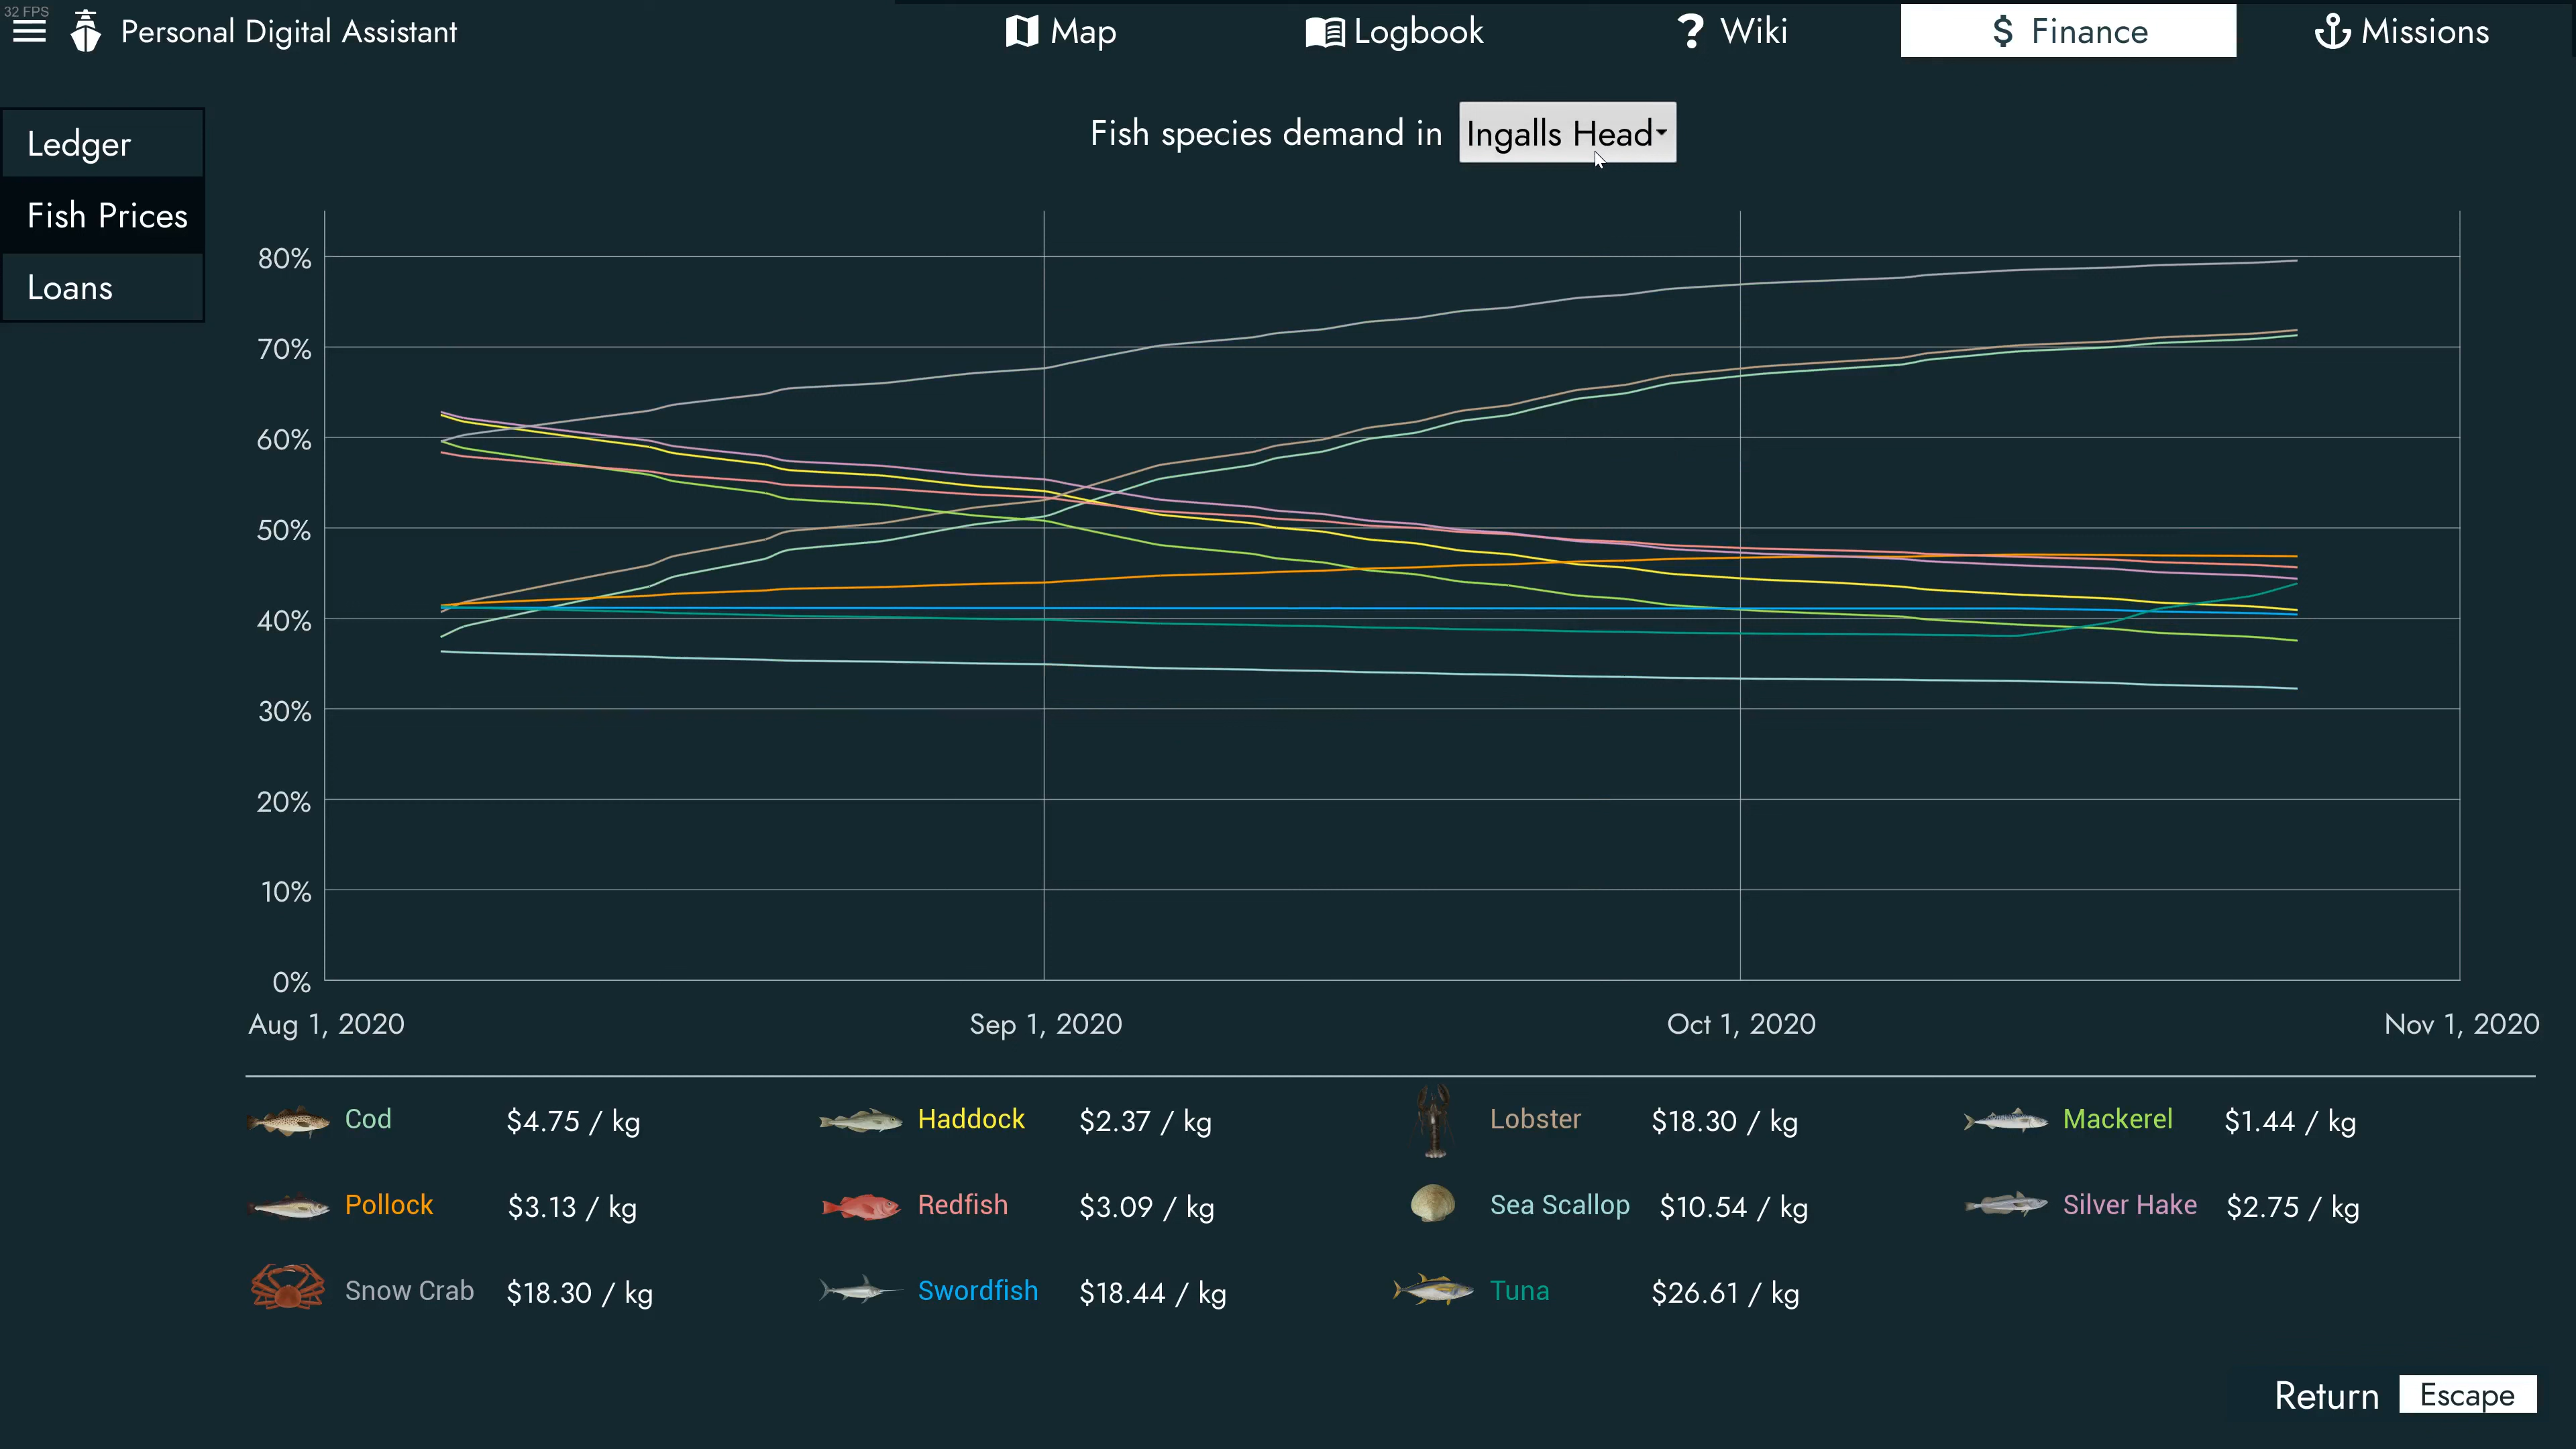 32 FPS
Personal Digital Assistant
Map
Logbook
? Wiki
$ Finance
Missions
Ledger
Fish Prices
Loans
Fish species demand in Ingalls Head
80%
70%
60%
50%
40%
30%
20%
10%
0%
Aug 1, 2020
Sep 1, 2020
Oct 1, 2020
Nov 1, 2020
Cod $4.75 / kg
Haddock $2.37 / kg
Lobster $18.30 / kg
Mackerel $1.44 / kg
Pollock $3.13 / kg
Redfish $3.09 / kg
Sea Scallop $10.54 / kg
Silver Hake $2.75 / kg
Snow Crab $18.30 / kg
Swordfish $18.44 / kg
Tuna $26.61 / kg
Return Escape